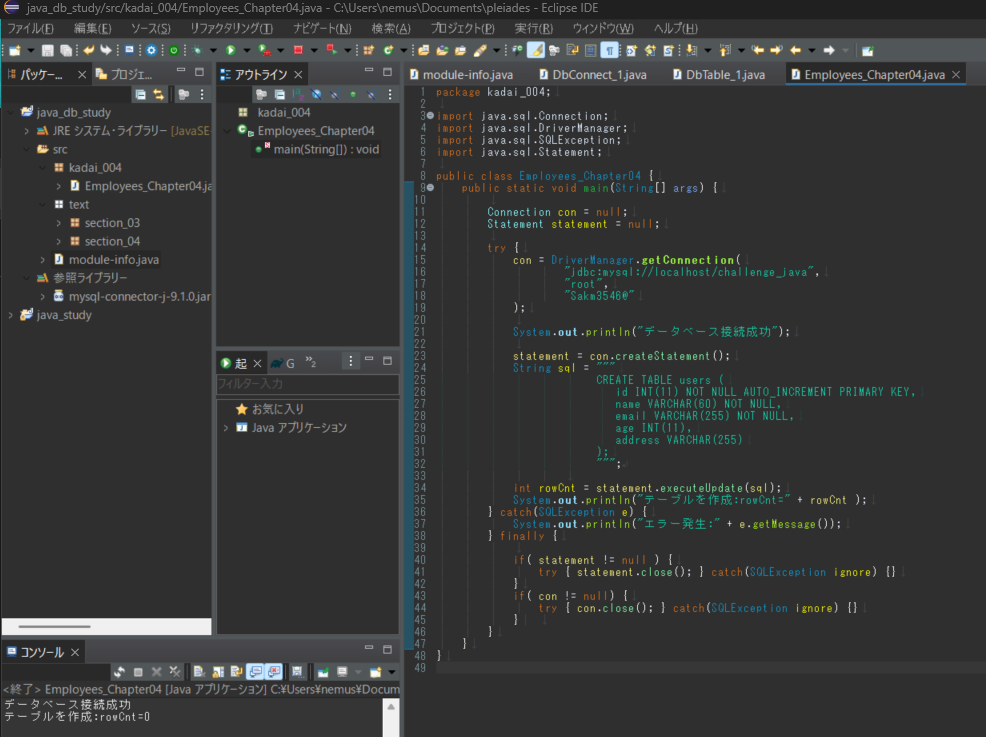 java_db_study/src/kadai_004/Employees_Chapter04.java - C:\Users\nemus\Documents\pleiades - Eclipse IDE
ファイル(F) 編集(E) ソース(S) リファクタリング(T) ナビゲート(N) 検索(A) プロジェクト(P) 実行(R) ウィンドウ(W) ヘルプ(H)
パッケー... プロジェ...
java_db_study
JRE システム・ライブラリー [JavaSE-
src
kadai_004
Employees_Chapter04.ja
text
section_03
section_04
module-info.java
参照ライブラリー
mysql-connector-j-9.1.0.jar
java_study
アウトライン
kadai_004
Employees_Chapter04
main(String[]) : void
起 G »2
フィルター入力
お気に入り
Java アプリケーション
module-info.java DbConnect_1.java DbTable_1.java Employees_Chapter04.java
1 package kadai_004;
2
3 import java.sql.Connection;
4 import java.sql.DriverManager;
5 import java.sql.SQLException;
6 import java.sql.Statement;
7
8 public class Employees_Chapter04 {
9 public static void main(String[] args) {
10
11 Connection con = null;
12 Statement statement = null;
13
14 try {
15 con = DriverManager.getConnection(
16 "jdbc:mysql://localhost/challenge_java",
17 "root",
18 "Sakm3546@"
19 );
20
21 System.out.println("データベース接続成功");
22
23 statement = con.createStatement();
24 String sql = """
25 CREATE TABLE users (
26 id INT(11) NOT NULL AUTO_INCREMENT PRIMARY KEY,
27 name VARCHAR(60) NOT NULL,
28 email VARCHAR(255) NOT NULL,
29 age INT(11),
30 address VARCHAR(255)
31 );
32 """;
33
34 int rowCnt = statement.executeUpdate(sql);
35 System.out.println("テーブルを作成:rowCnt=" + rowCnt );
36 } catch(SQLException e) {
37 System.out.println("エラー発生:" + e.getMessage());
38 } finally {
39
40 if( statement != null ) {
41 try { statement.close(); } catch(SQLException ignore) {}
42 }
43 if( con != null) {
44 try { con.close(); } catch(SQLException ignore) {}
45 }
46 }
47 }
48 }
49
コンソール
<終了> Employees_Chapter04 [Java アプリケーション] C:¥Users¥nemus¥Docum
データベース接続成功
テーブルを作成:rowCnt=0